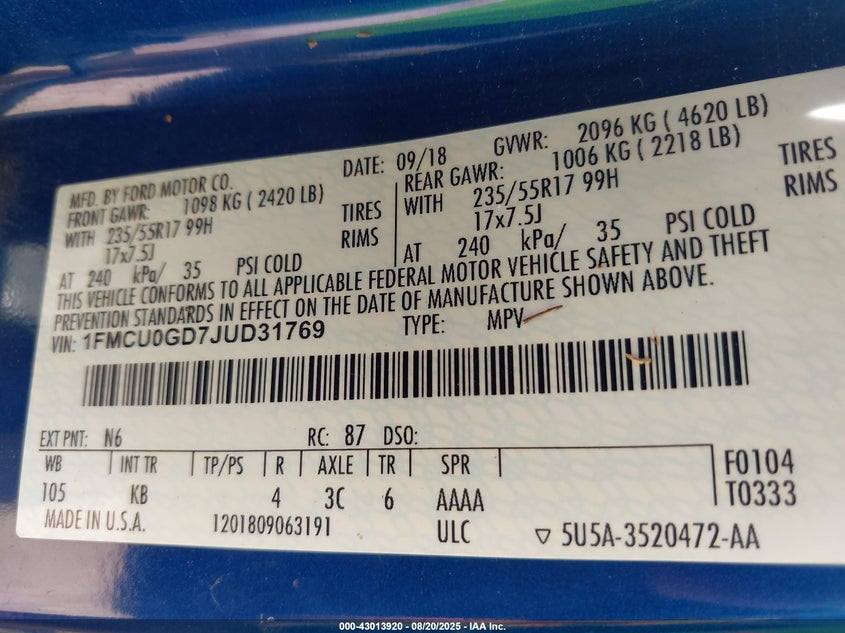 MFD. BY FORD MOTOR CO. DATE: 09/18 GVWR: 2096 KG ( 4620 LB)
FRONT GAWR: 1098 KG ( 2420 LB) REAR GAWR: 1006 KG ( 2218 LB)
WITH 235/55R17 99H TIRES WITH 235/55R17 99H TIRES
17x7.5J RIMS 17x7.5J RIMS
AT 240 kPa/ 35 PSI COLD AT 240 kPa/ 35 PSI COLD
THIS VEHICLE CONFORMS TO ALL APPLICABLE FEDERAL MOTOR VEHICLE SAFETY AND THEFT
PREVENTION STANDARDS IN EFFECT ON THE DATE OF MANUFACTURE SHOWN ABOVE.
VIN: 1FMCU0GD7JUD31769 TYPE: MPV
EXT PNT: N6 RC: 87 DSO:
WB INT TR TP/PS R AXLE TR SPR F0104
105 KB 4 3C 6 AAAA T0333
MADE IN U.S.A. 1201809063191 ULC ▽ 5U5A-3520472-AA
000-43013920 - 08/20/2025 - IAA Inc.